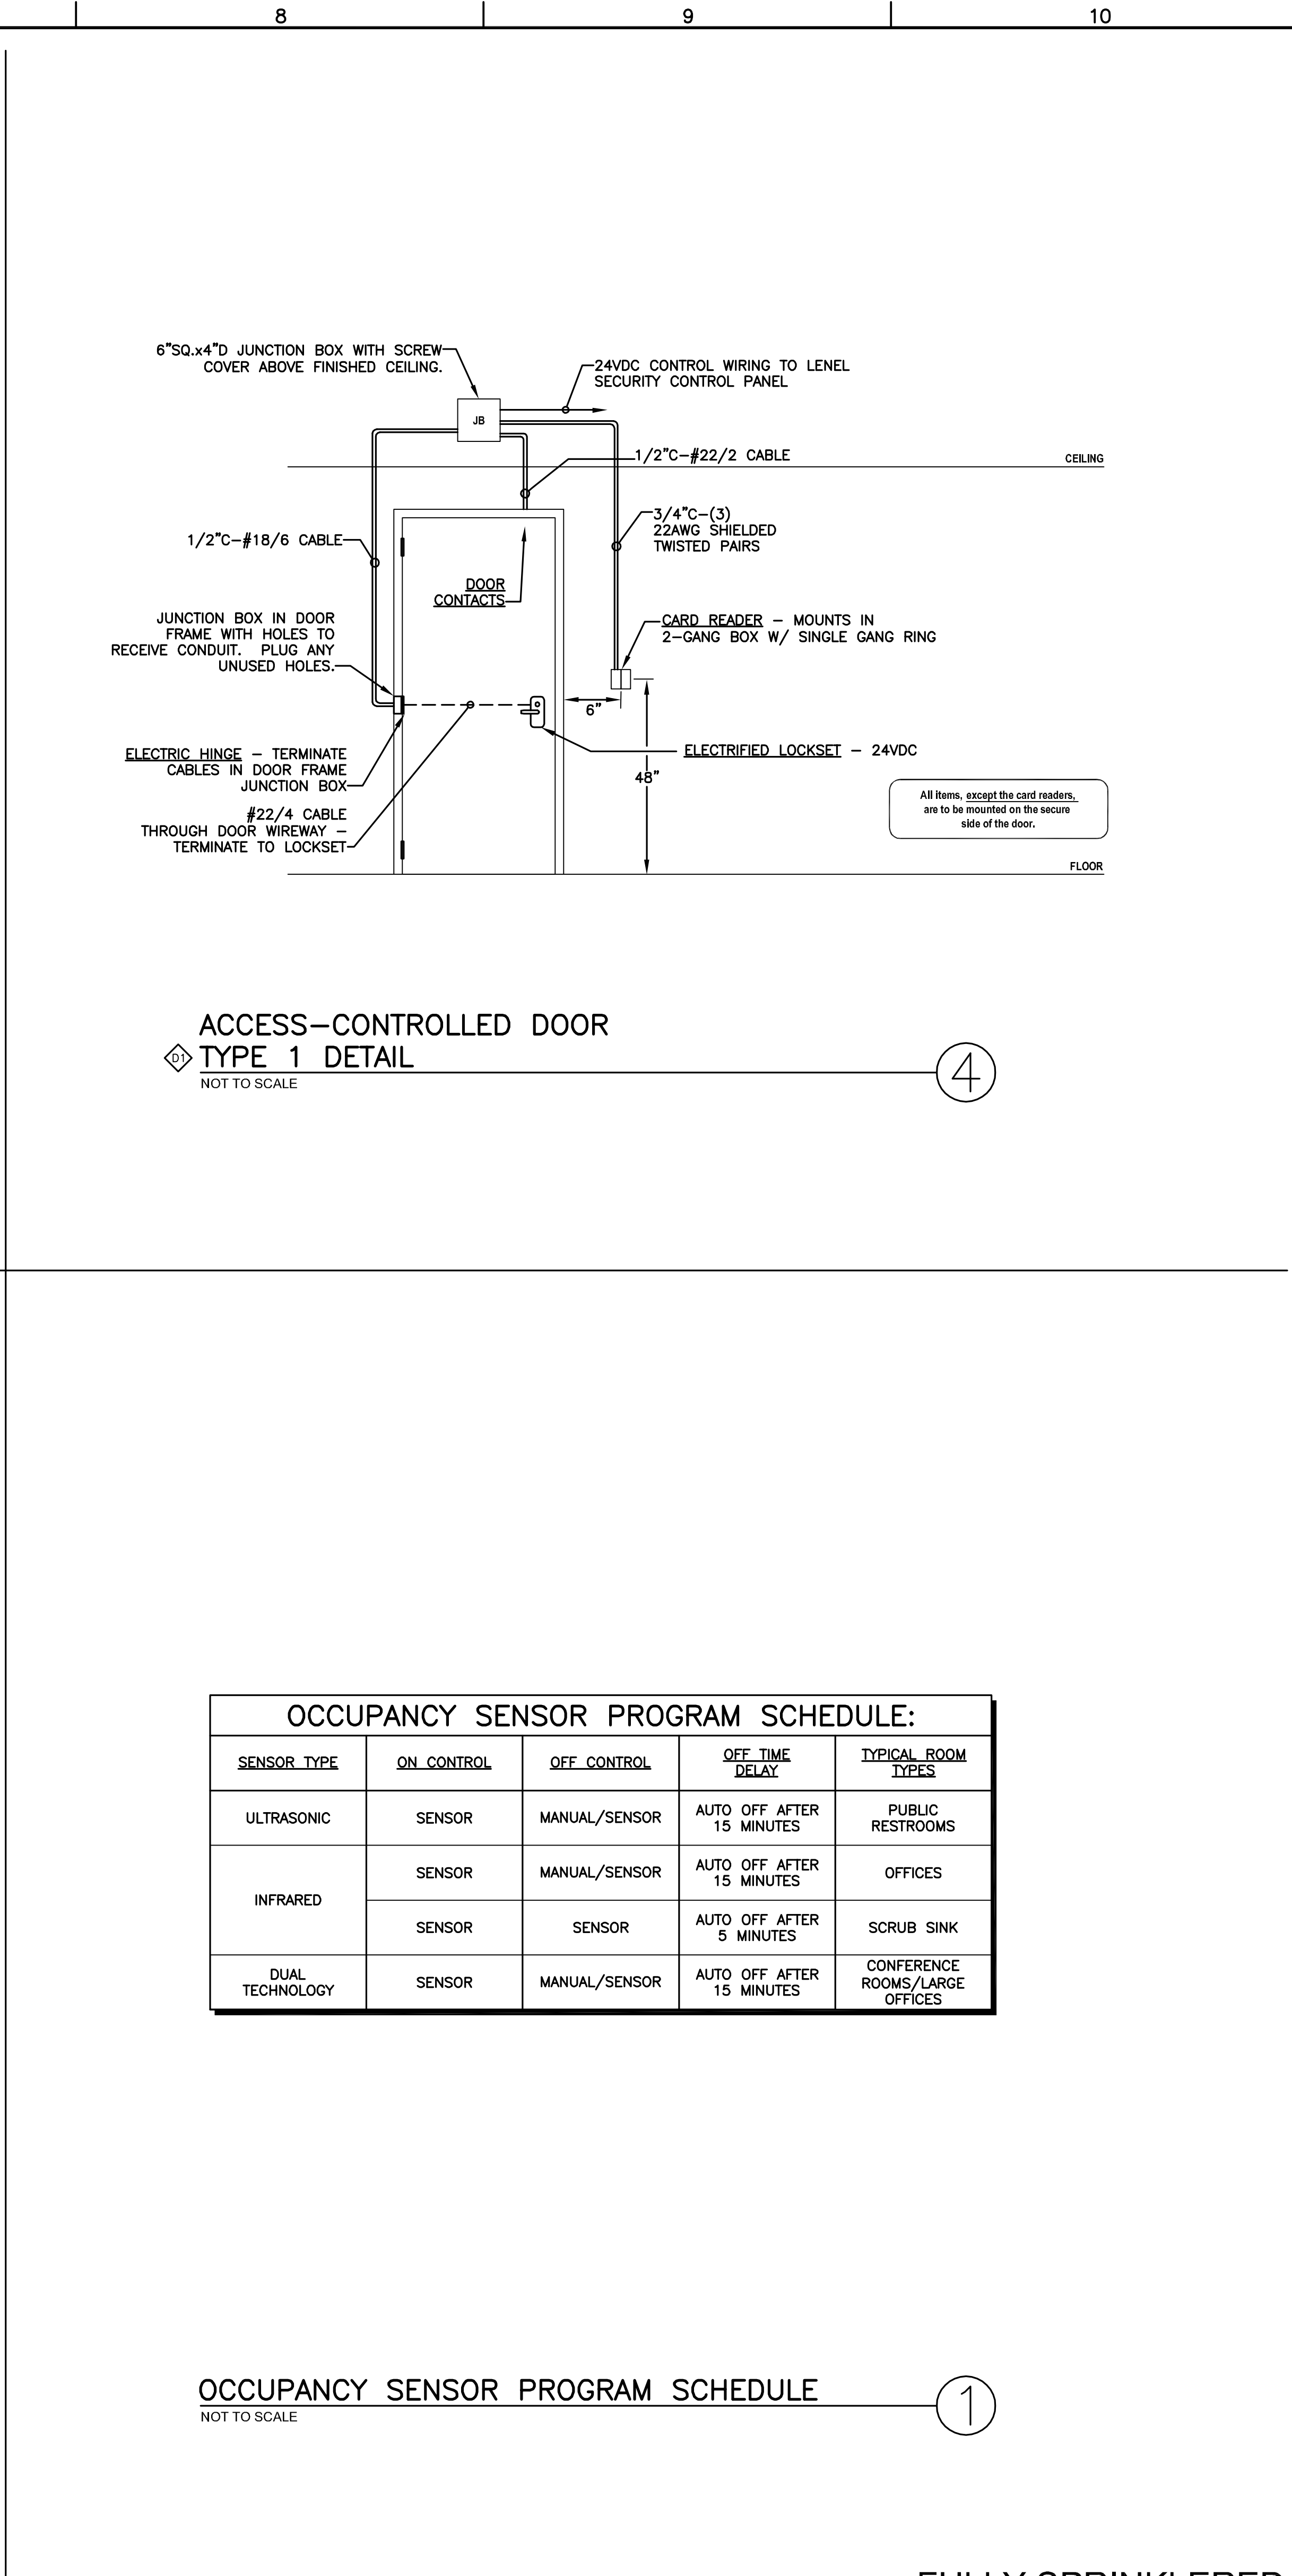 8
9
10
6"SQ.x4"D JUNCTION BOX WITH SCREW
COVER ABOVE FINISHED CEILING.
24VDC CONTROL WIRING TO LENEL
SECURITY CONTROL PANEL
JB
1/2"C-#22/2 CABLE
CEILING
3/4"C-(3)
22AWG SHIELDED
TWISTED PAIRS
1/2"C-#18/6 CABLE
DOOR
CONTACTS
JUNCTION BOX IN DOOR
FRAME WITH HOLES TO
RECEIVE CONDUIT. PLUG ANY
UNUSED HOLES.
CARD READER - MOUNTS IN
2-GANG BOX W/ SINGLE GANG RING
6"
ELECTRIC HINGE - TERMINATE
CABLES IN DOOR FRAME
JUNCTION BOX
ELECTRIFIED LOCKSET - 24VDC
48"
#22/4 CABLE
THROUGH DOOR WIREWAY -
TERMINATE TO LOCKSET
All items, except the card readers,
are to be mounted on the secure
side of the door.
FLOOR
ACCESS-CONTROLLED DOOR
D1
TYPE 1 DETAIL
NOT TO SCALE
4
OCCUPANCY SENSOR PROGRAM SCHEDULE:
SENSOR TYPE
ON CONTROL
OFF CONTROL
OFF TIME
DELAY
TYPICAL ROOM
TYPES
ULTRASONIC
SENSOR
MANUAL/SENSOR
AUTO OFF AFTER
15 MINUTES
PUBLIC
RESTROOMS
INFRARED
SENSOR
MANUAL/SENSOR
AUTO OFF AFTER
15 MINUTES
OFFICES
SENSOR
SENSOR
AUTO OFF AFTER
5 MINUTES
SCRUB SINK
DUAL
TECHNOLOGY
SENSOR
MANUAL/SENSOR
AUTO OFF AFTER
15 MINUTES
CONFERENCE
ROOMS/LARGE
OFFICES
OCCUPANCY SENSOR PROGRAM SCHEDULE
NOT TO SCALE
1
FULLY SPRINKLERED